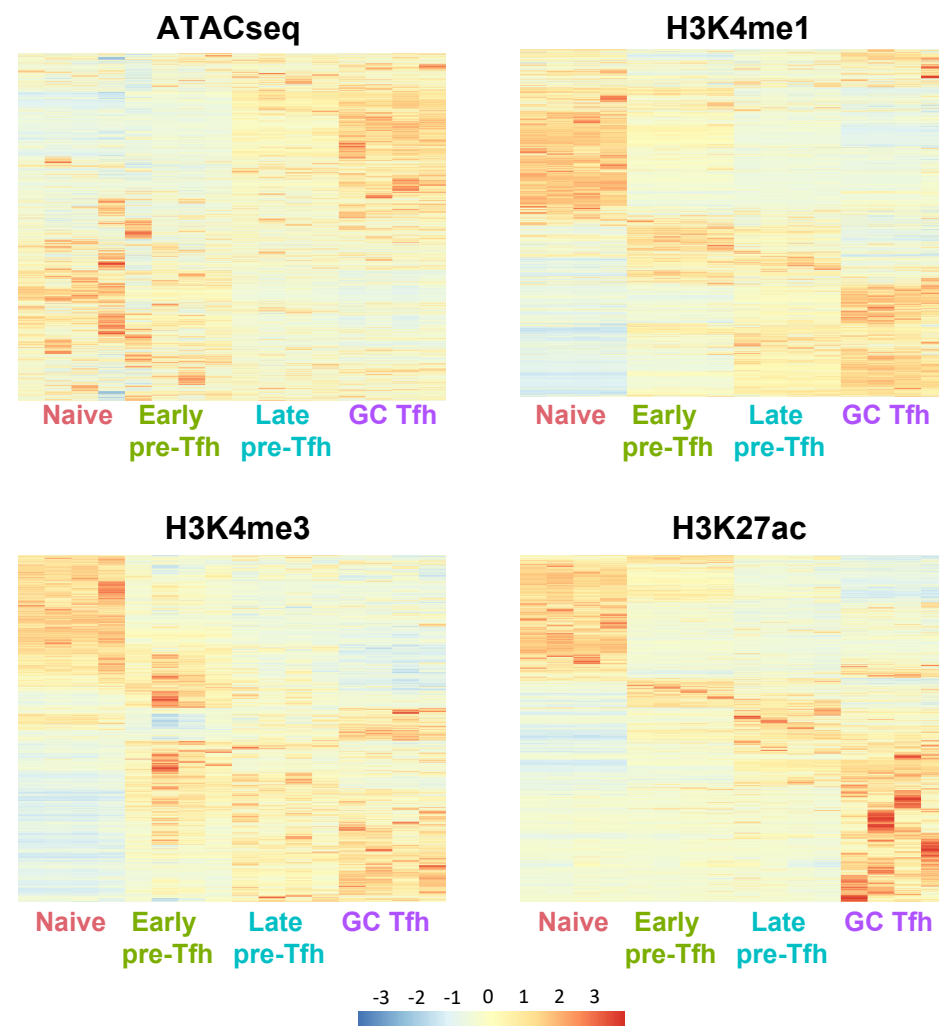 ATACseq
H3K4me1
Naive Early Late GC Tfh
pre-Tfh pre-Tfh
Naive Early Late GC Tfh
pre-Tfh pre-Tfh
H3K4me3
H3K27ac
Naive Early Late GC Tfh
pre-Tfh pre-Tfh
Naive Early Late GC Tfh
pre-Tfh pre-Tfh
-3 -2 -1 0 1 2 3